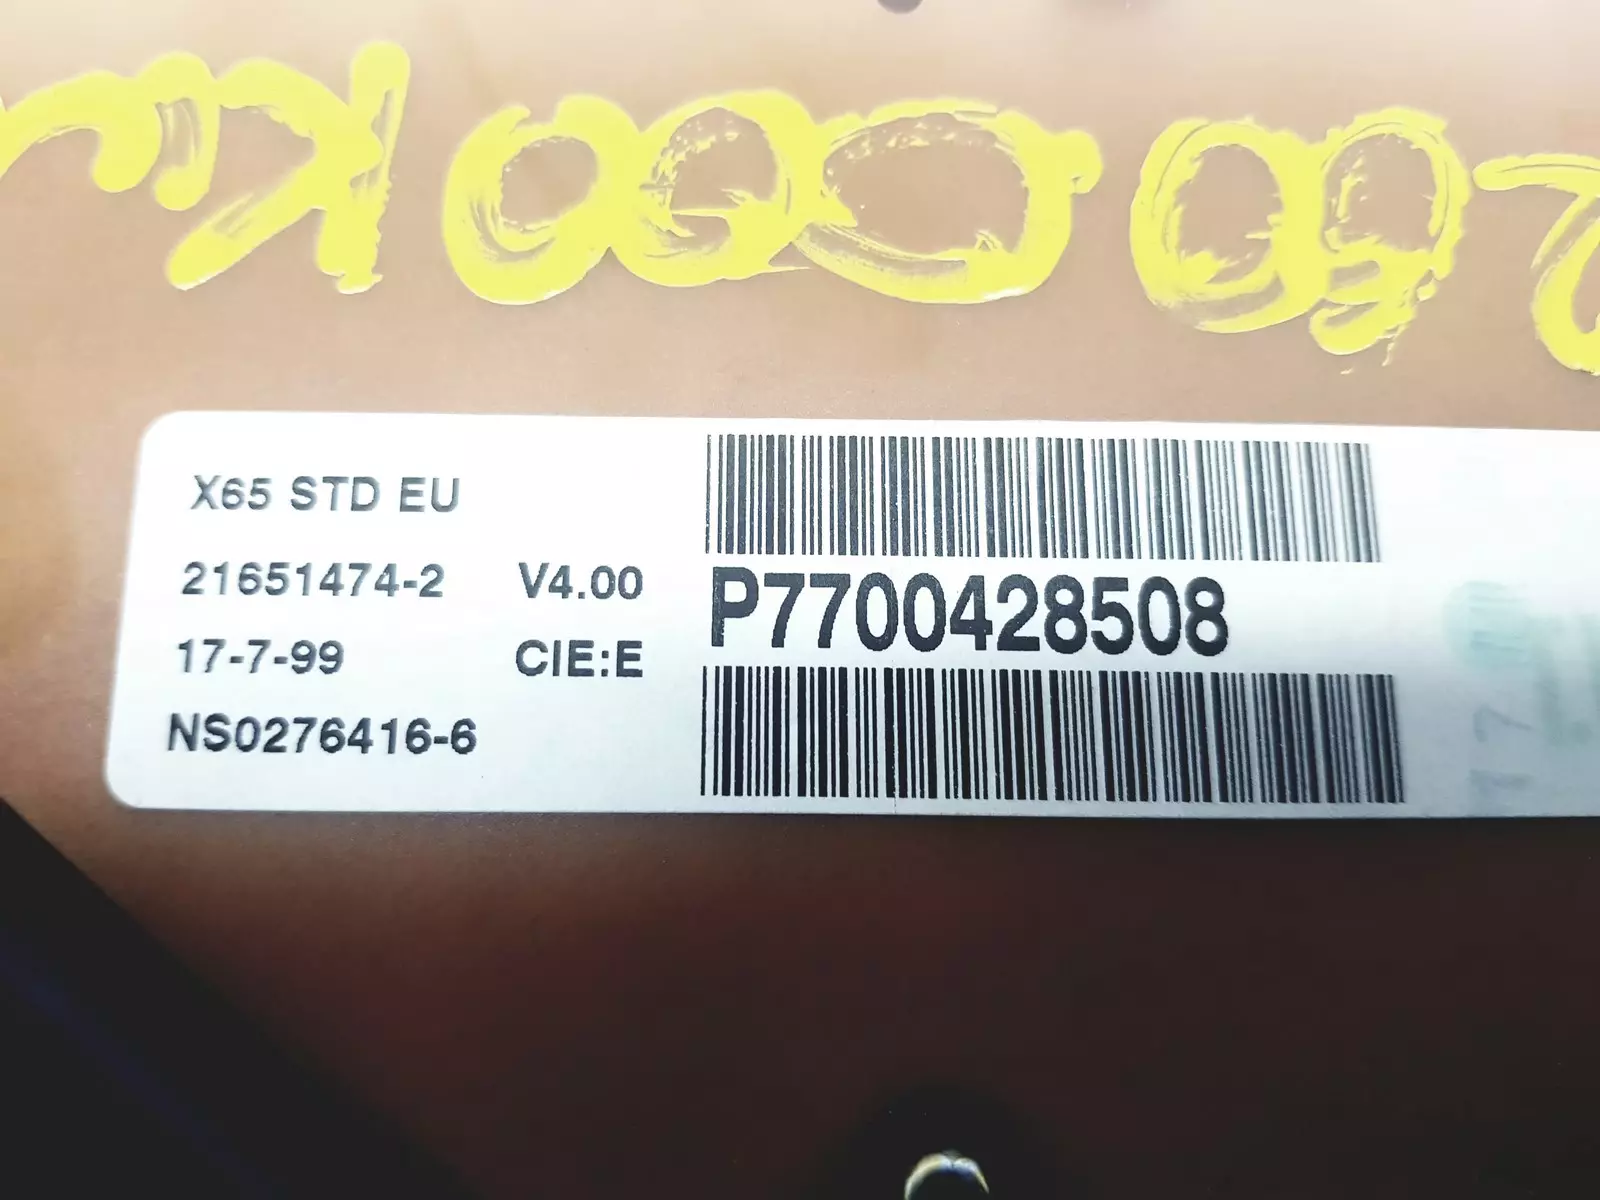 X65 STD EU
21651474-2 V4.00
17-7-99 CIE:E
NS0276416-6
P7700428508